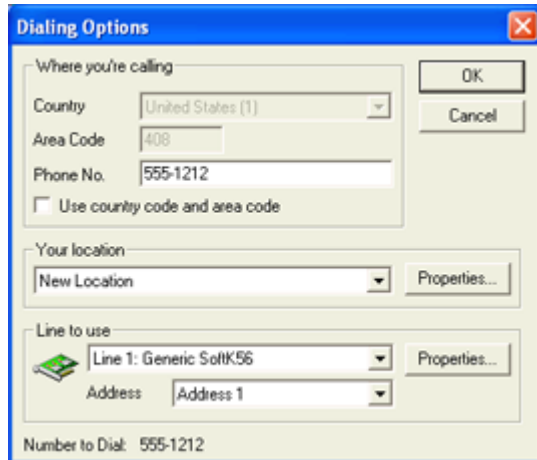 Dialing Options
Where you're calling
OK
Country United States (1)
Cancel
Area Code 408
Phone No. 555-1212
Use country code and area code
Your location
New Location Properties...
Line to use
Line 1: Generic SoftK56 Properties...
Address Address 1
Number to Dial: 555-1212